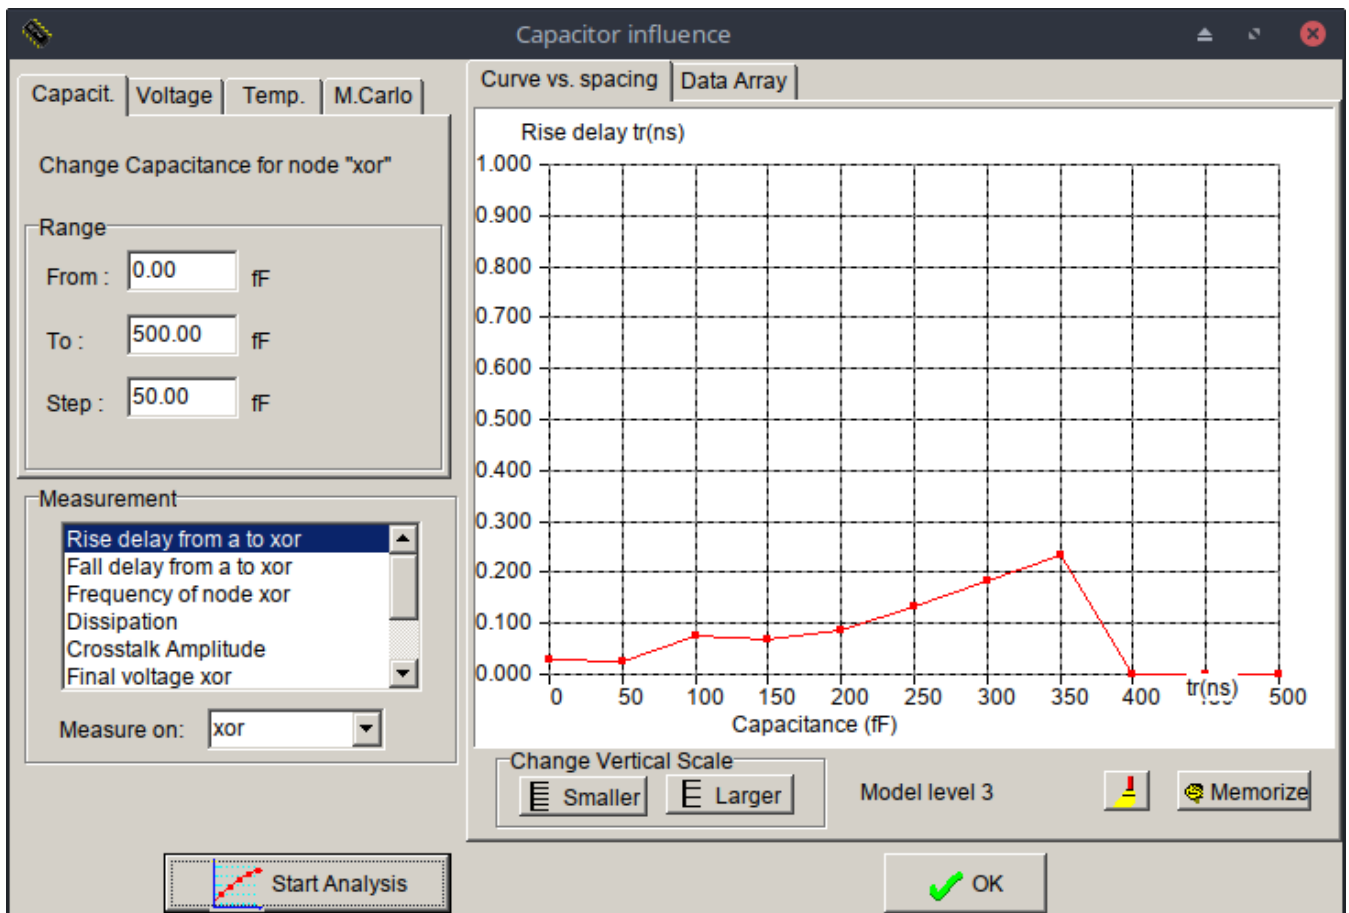 Capacitor influence
Capacit.
Voltage
Temp.
M.Carlo
Change Capacitance for node "xor"
Range
From :
0.00
fF
To :
500.00
fF
Step :
50.00
fF
Measurement
Rise delay from a to xor
Fall delay from a to xor
Frequency of node xor
Dissipation
Crosstalk Amplitude
Final voltage xor
Measure on:
xor
Start Analysis
Curve vs. spacing
Data Array
Rise delay tr(ns)
1.000
0.900
0.800
0.700
0.600
0.500
0.400
0.300
0.200
0.100
0.000
0 50 100 150 200 250 300 350 400 500
tr(ns)
Capacitance (fF)
Change Vertical Scale
Smaller
Larger
Model level 3
Memorize
OK